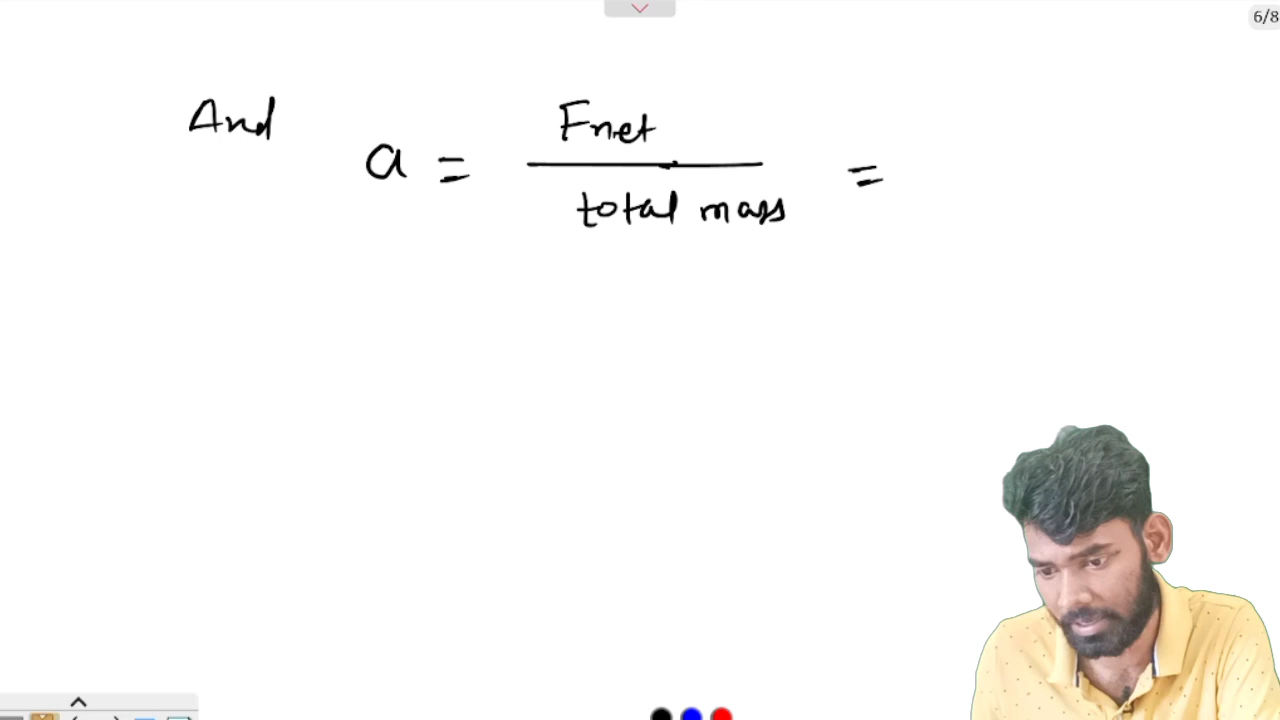 6/8
And a = Fnet / total mass =